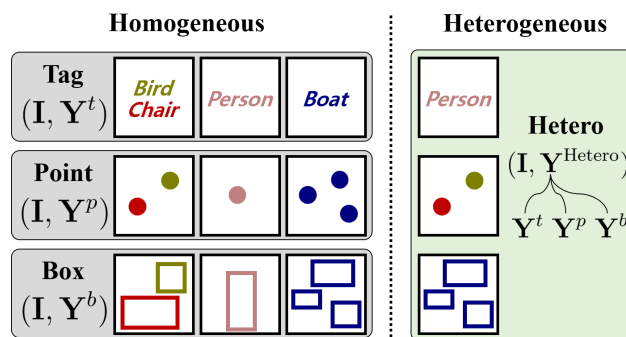 Homogeneous
Heterogeneous
Tag
(I, Y^t)
Bird
Chair
Person
Boat
Person
Point
(I, Y^p)
Hetero
(I, Y^Hetero)
Y^t Y^p Y^b
Box
(I, Y^b)